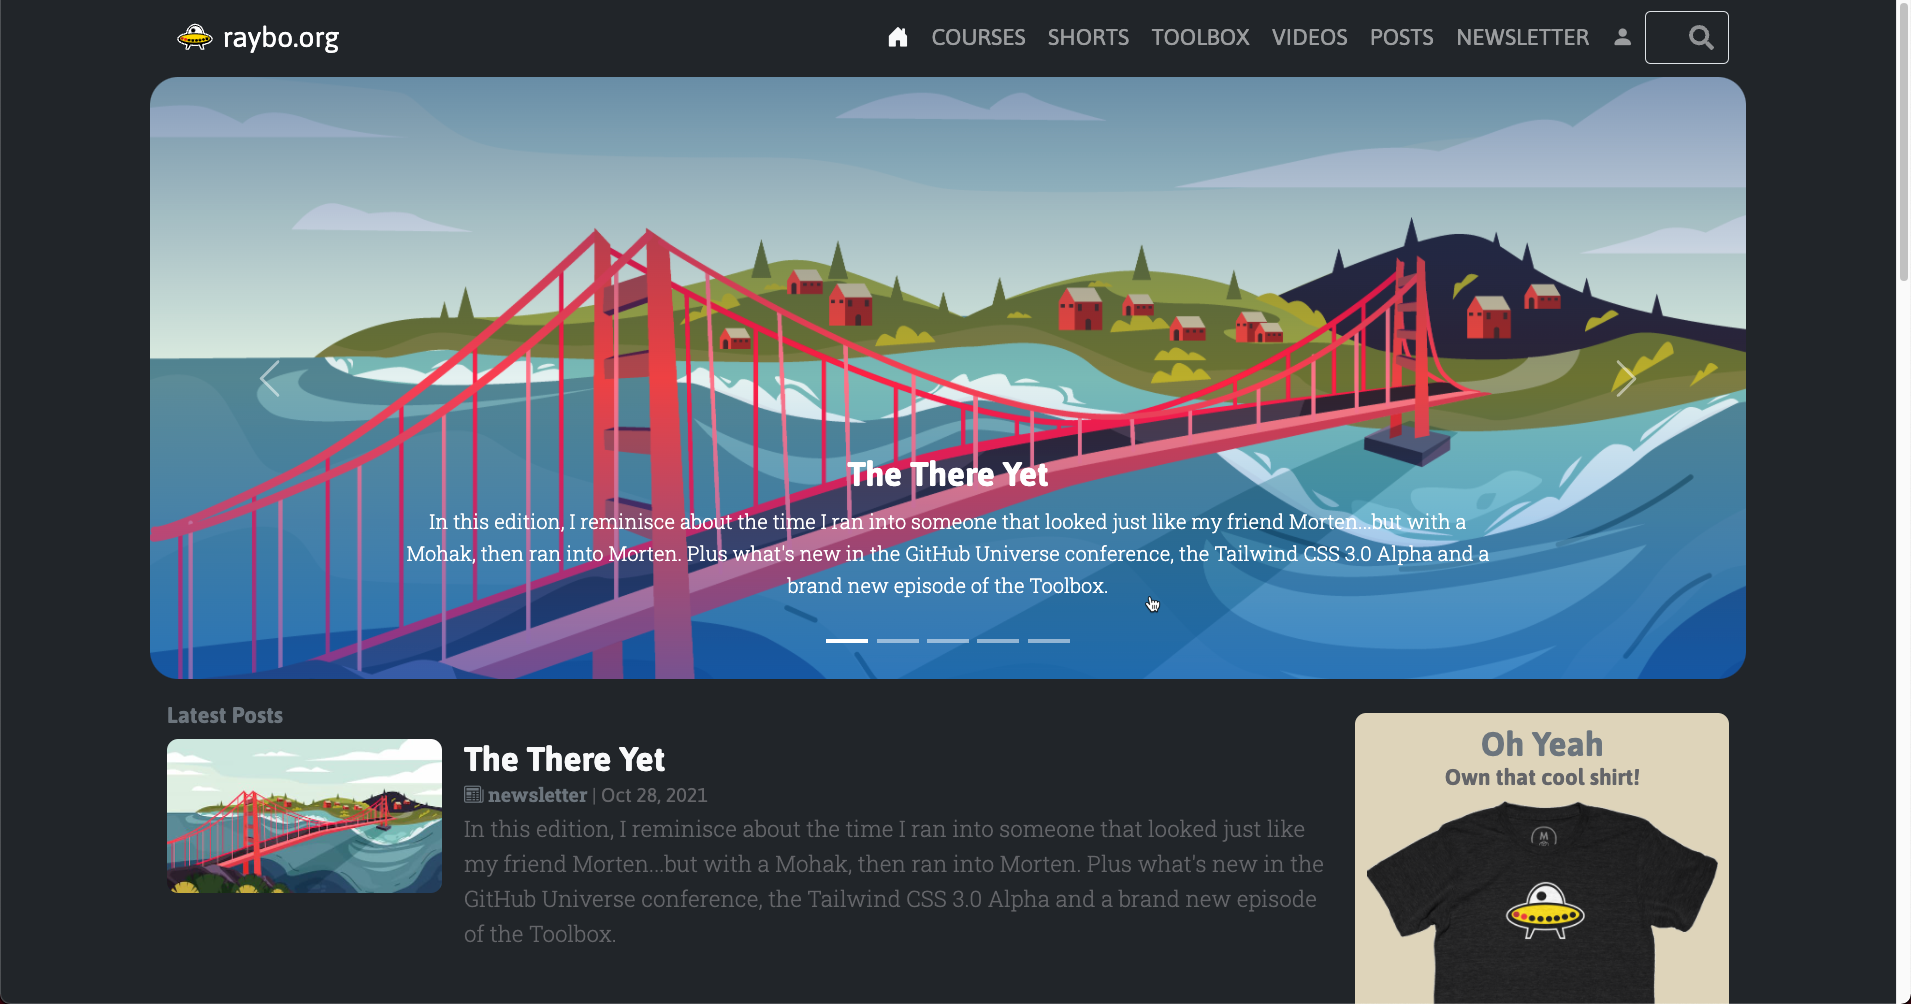 raybo.org
COURSES SHORTS TOOLBOX VIDEOS POSTS NEWSLETTER
The There Yet
In this edition, I reminisce about the time I ran into someone that looked just like my friend Morten...but with a
Mohak, then ran into Morten. Plus what's new in the GitHub Universe conference, the Tailwind CSS 3.0 Alpha and a
brand new episode of the Toolbox.
Latest Posts
The There Yet
newsletter | Oct 28, 2021
In this edition, I reminisce about the time I ran into someone that looked just like
my friend Morten...but with a Mohak, then ran into Morten. Plus what's new in the
GitHub Universe conference, the Tailwind CSS 3.0 Alpha and a brand new episode
of the Toolbox.
Oh Yeah
Own that cool shirt!
M